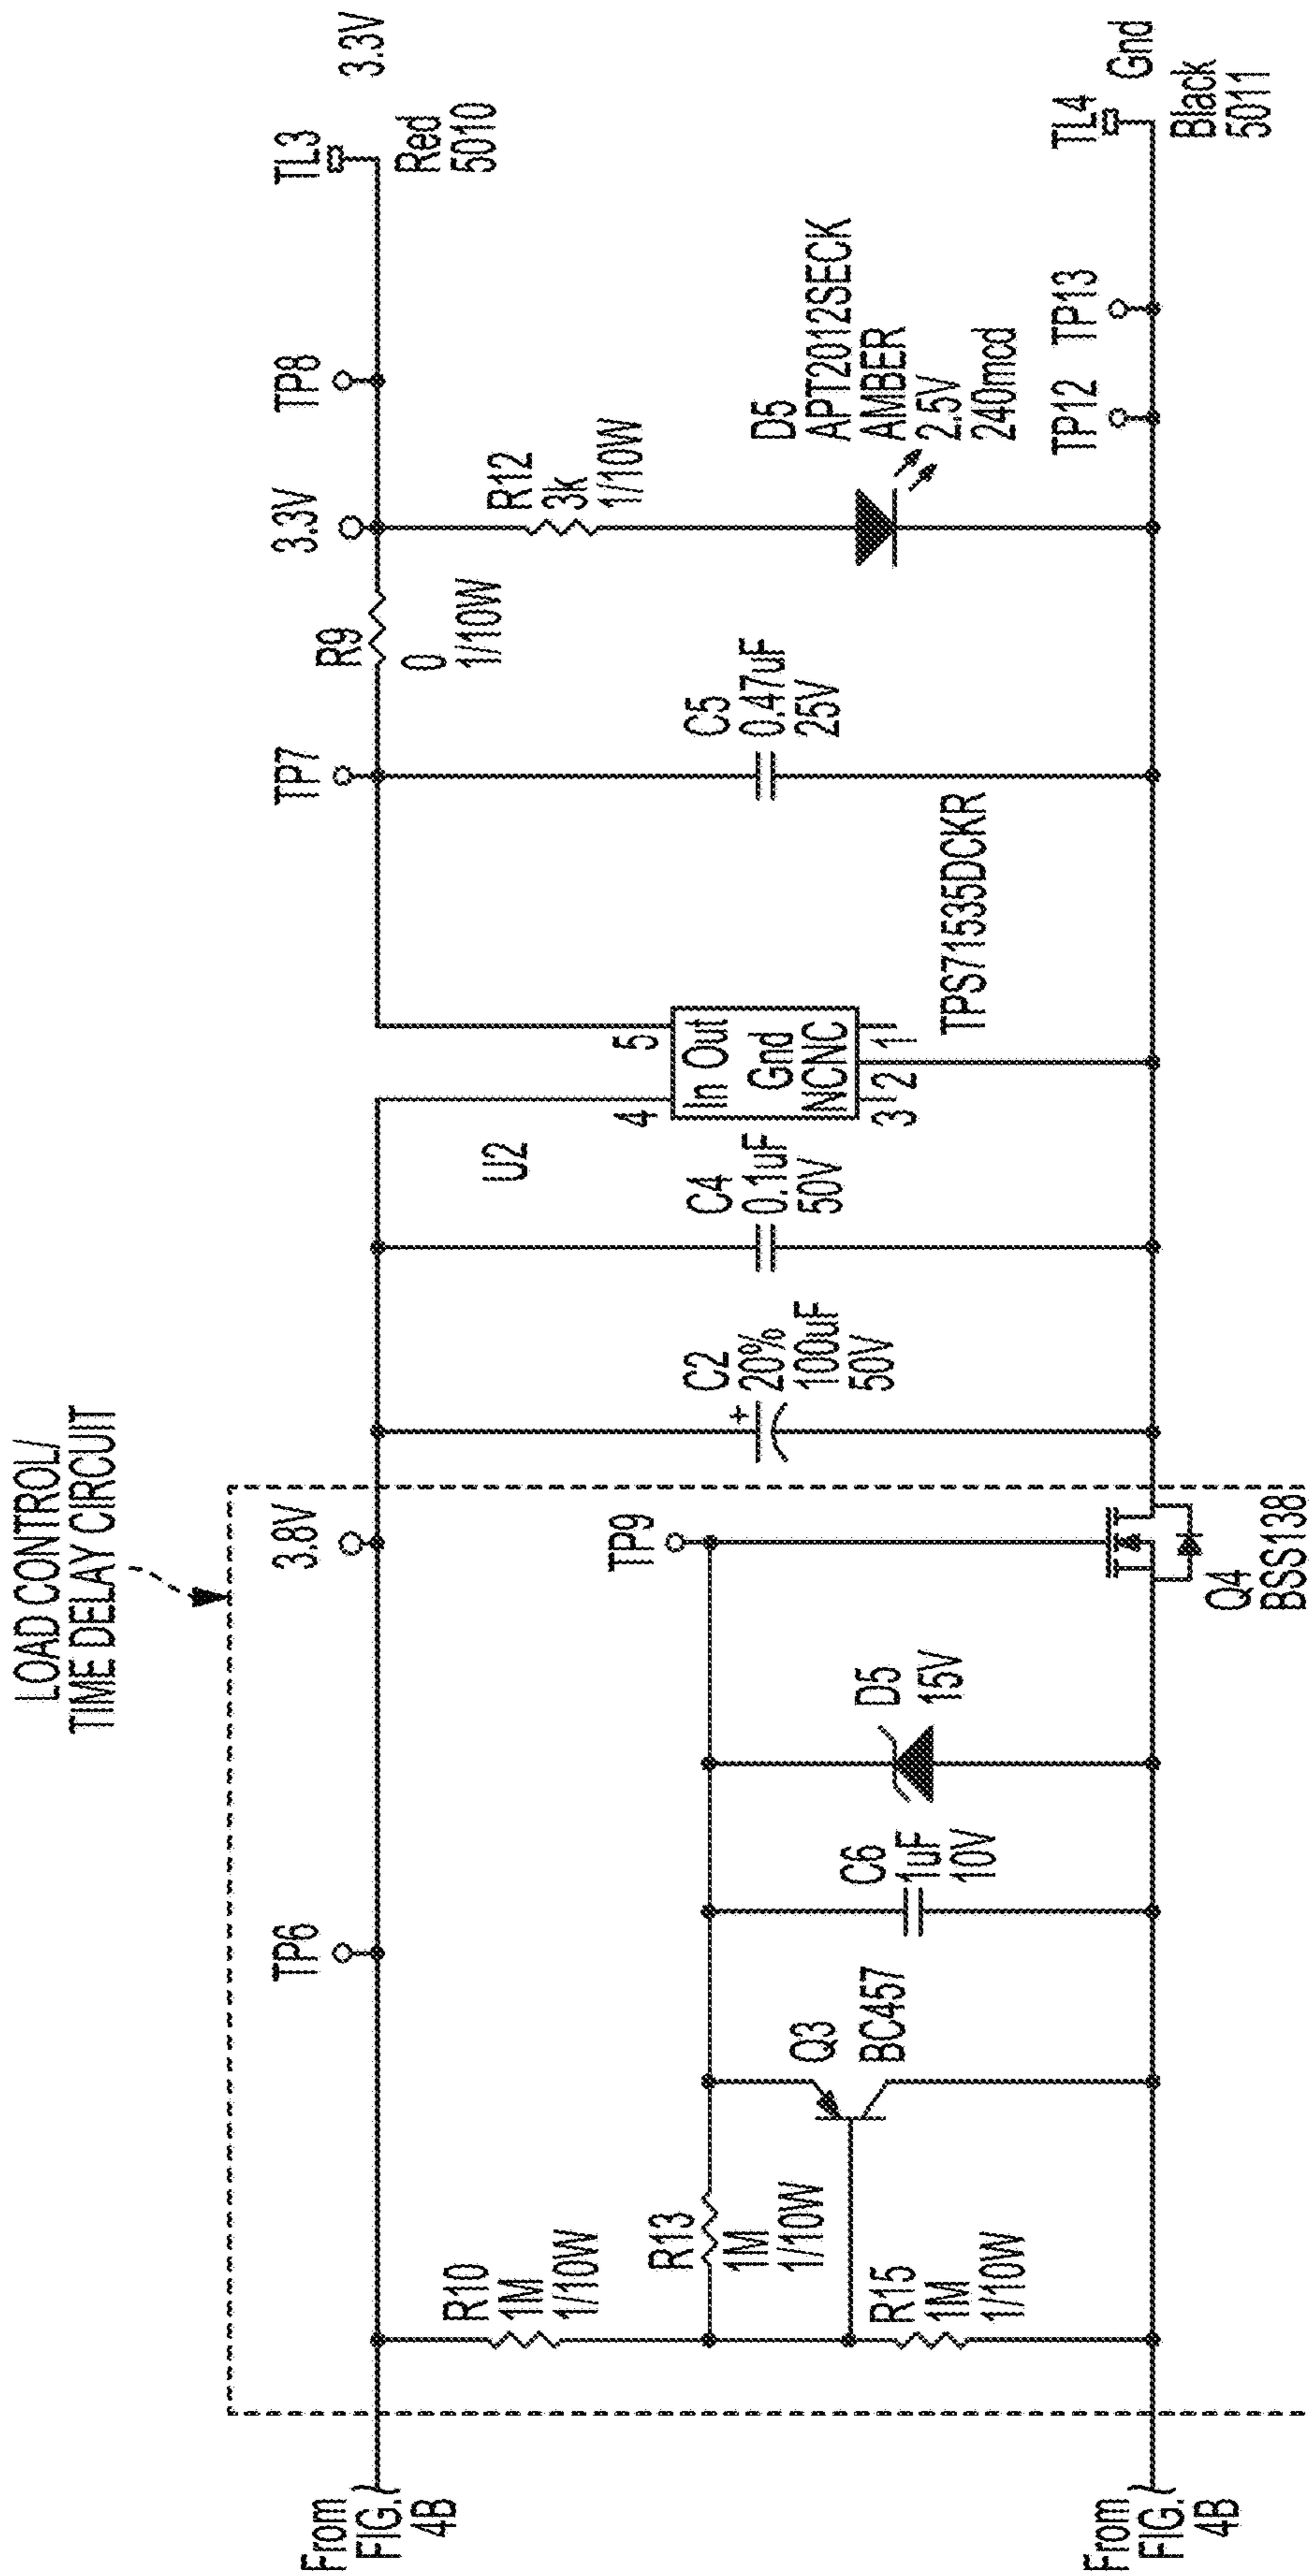 LOAD CONTROL/
TIME DELAY CIRCUIT
From
FIG.
4B
From
FIG.
4B
R10
1M
1/10W
R13
1M
1/10W
R15
1M
1/10W
Q3
BC457
TP6
C6
1uF
10V
D5
15V
3.8V
TP9
Q4
BSS138
C2
20%
+
100uF
50V
C4
0.1uF
50V
U2
4
5
In Out
Gnd
NCNC
3
2
1
TPS71535DCKR
TP7
C5
0.47uF
25V
R9
0
1/10W
3.3V
R12
3k
1/10W
D5
APT2012SECK
AMBER
2.5V
240mcd
TP8
TP12
TP13
TL3
Red
5010
3.3V
TL4
Gnd
Black
5011